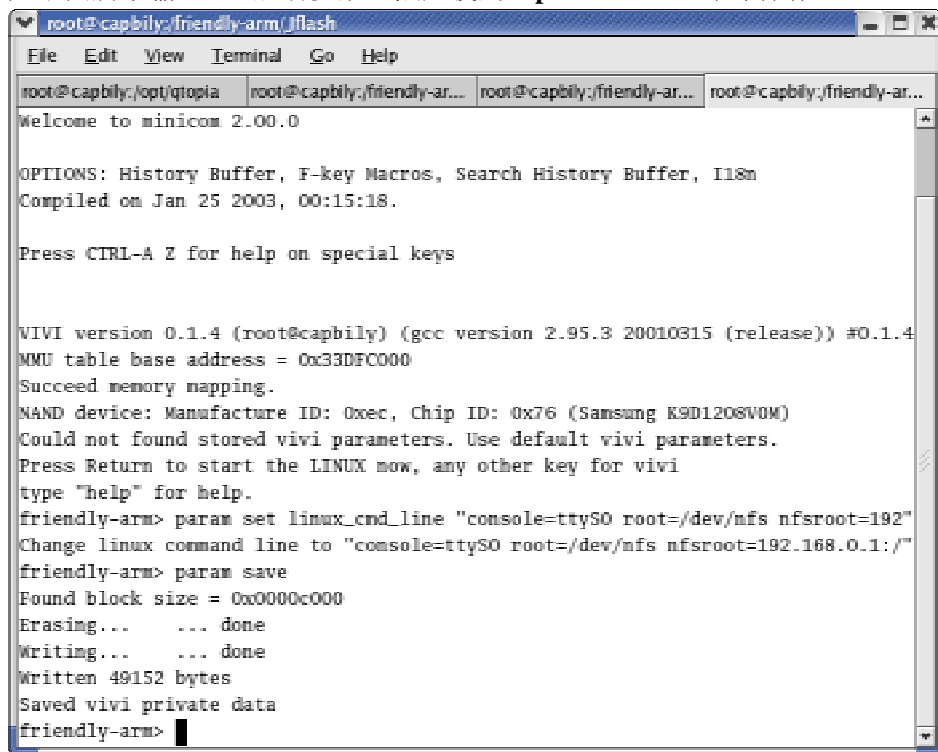 root@capbily:/friendly-arm/Jflash
File Edit View Terminal Go Help
root@capbily:/opt/qtopia root@capbily:/friendly-ar... root@capbily:/friendly-ar... root@capbily:/friendly-ar...
Welcome to minicom 2.00.0
OPTIONS: History Buffer, F-key Macros, Search History Buffer, I18n
Compiled on Jan 25 2003, 00:15:18.
Press CTRL-A Z for help on special keys
VIVI version 0.1.4 (root@capbily) (gcc version 2.95.3 20010315 (release)) #0.1.4
MMU table base address = 0x33DFC000
Succeed memory mapping.
NAND device: Manufacture ID: 0xec, Chip ID: 0x76 (Samsung K9D1208V0M)
Could not found stored vivi parameters. Use default vivi parameters.
Press Return to start the LINUX now, any other key for vivi
type "help" for help.
friendly-arm> param set linux_cmd_line "console=ttyS0 root=/dev/nfs nfsroot=192"
Change linux command line to "console=ttyS0 root=/dev/nfs nfsroot=192.168.0.1:/"
friendly-arm> param save
Found block size = 0x0000c000
Erasing... ... done
Writing... ... done
Written 49152 bytes
Saved vivi private data
friendly-arm>